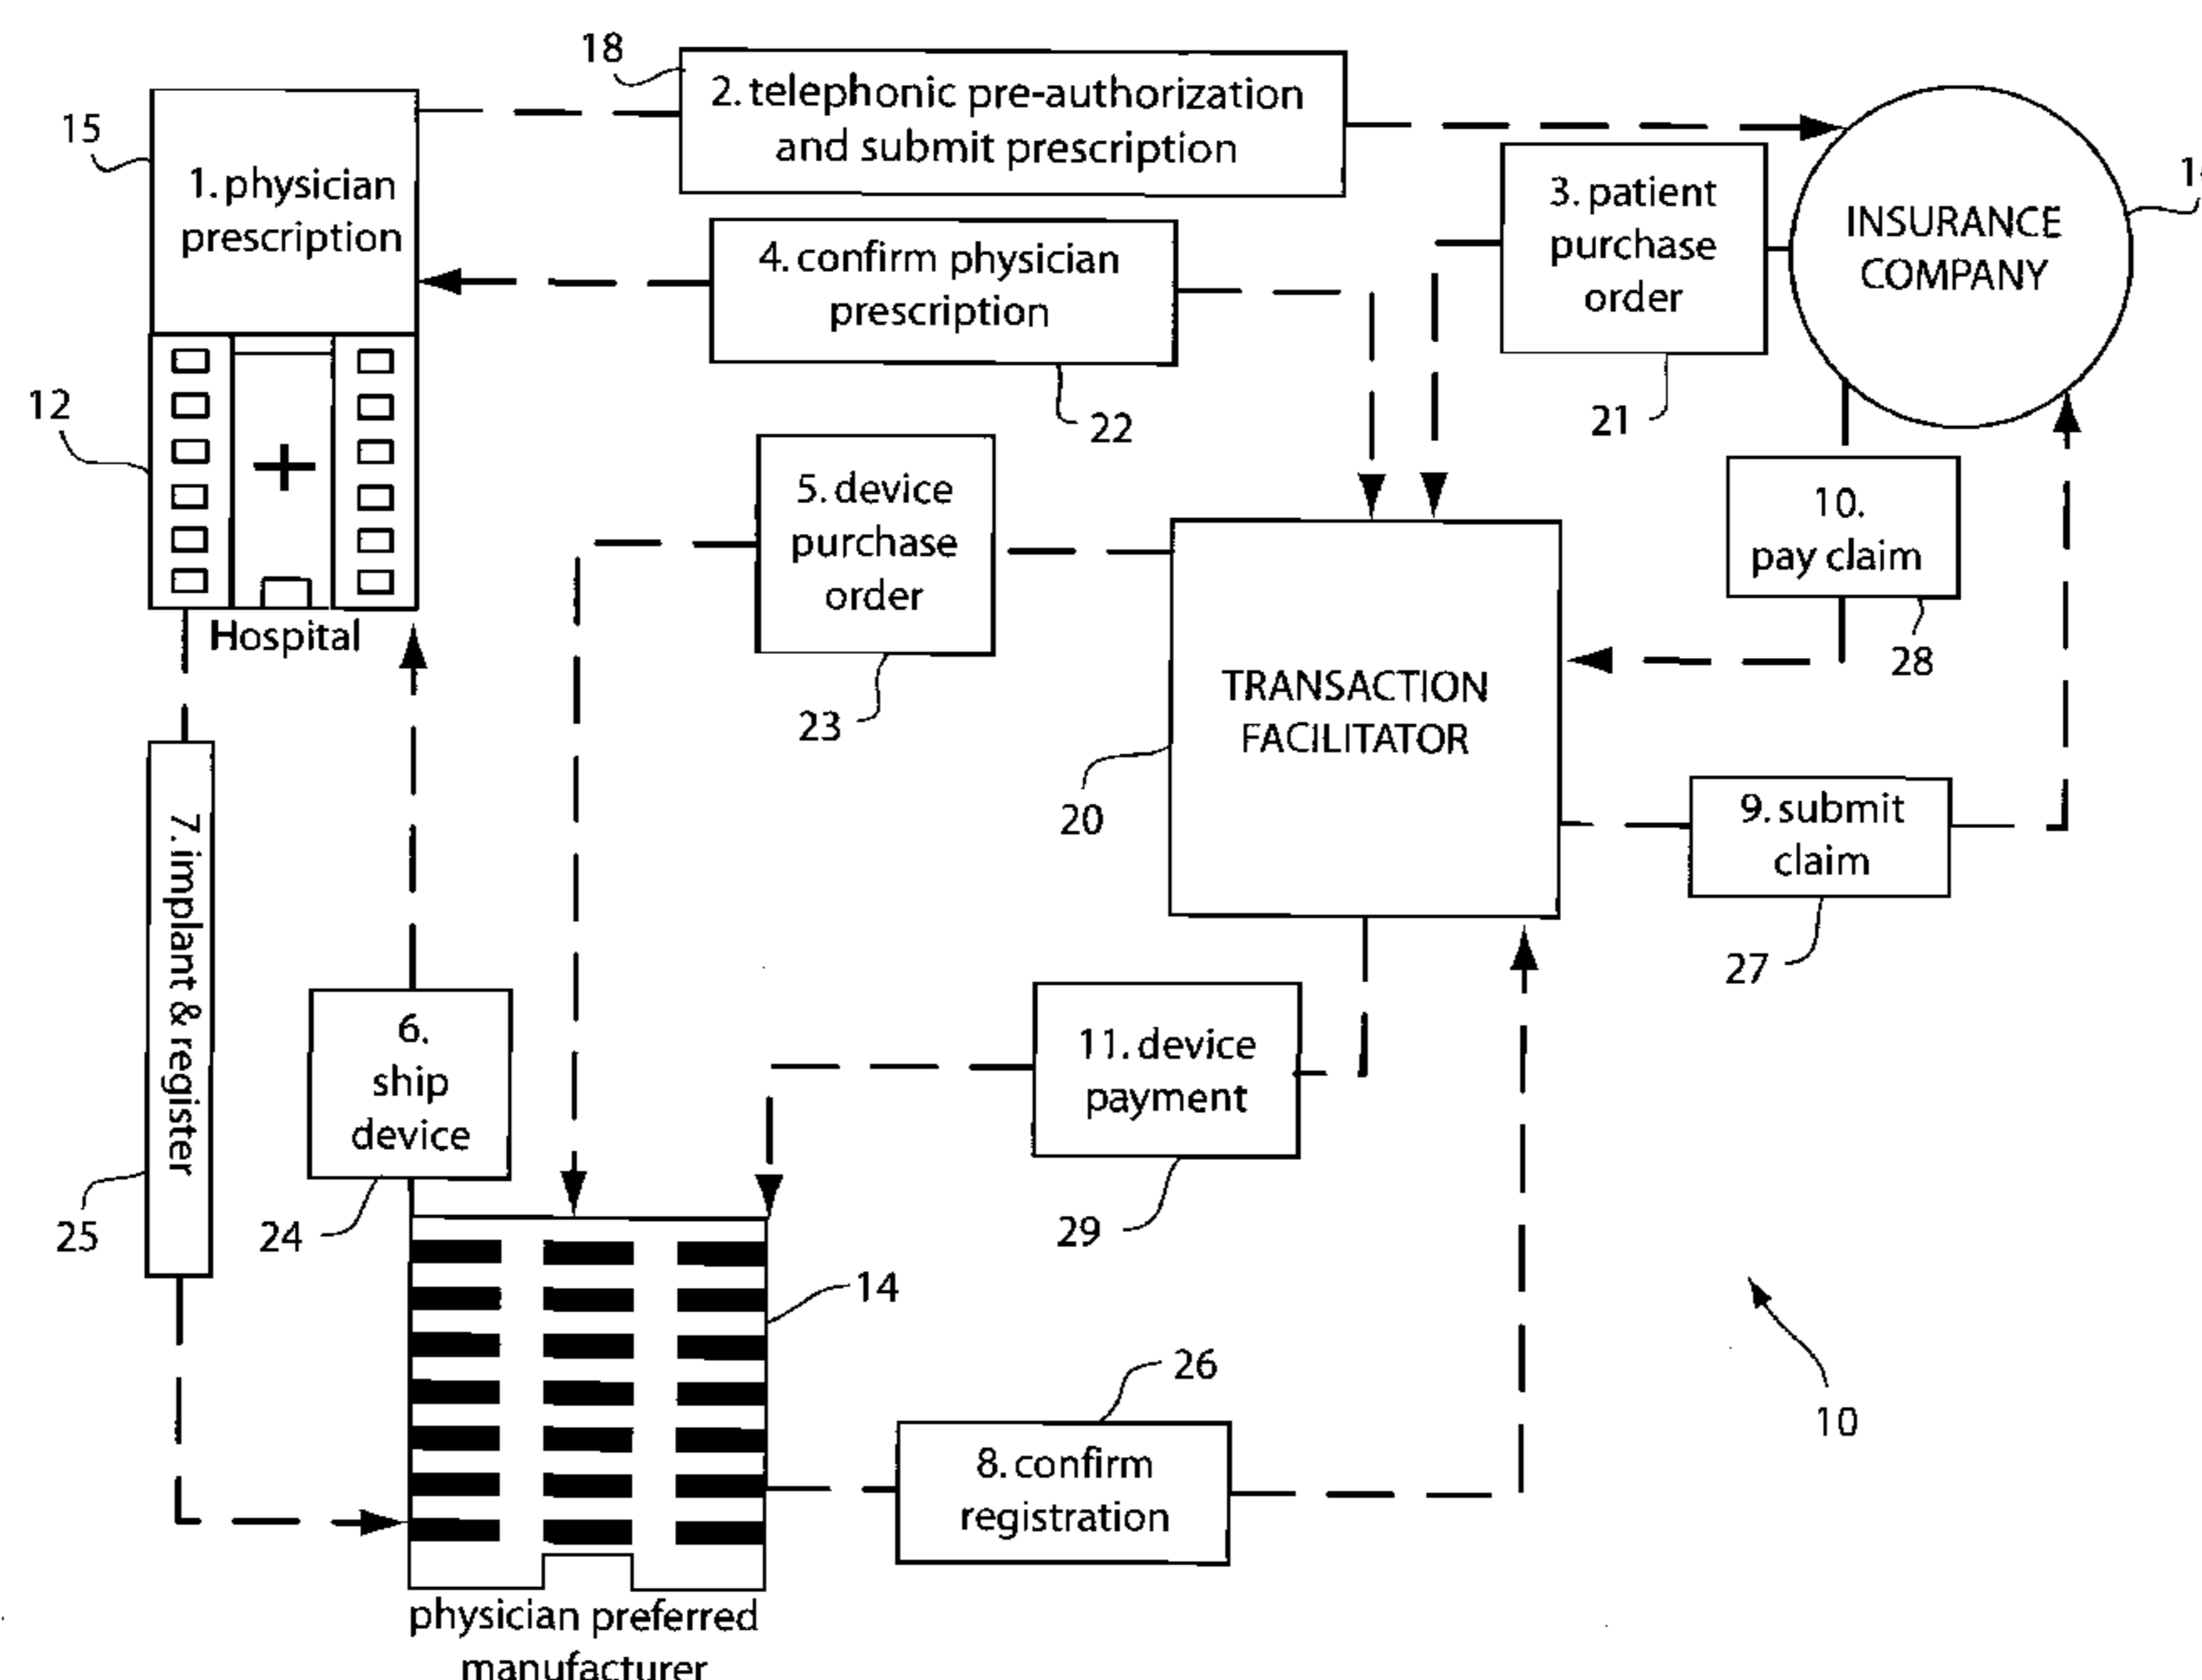 18
2. telephonic pre-authorization
and submit prescription
15
1. physician
prescription
3. patient
purchase
order
INSURANCE
COMPANY
4. confirm physician
prescription
12
22
21
5. device
purchase
order
10.
pay claim
Hospital
28
23
TRANSACTION
FACILITATOR
20
9. submit
claim
27
7. implant & register
6.
ship
device
11. device
payment
25
24
29
14
26
10
8. confirm
registration
physician preferred
manufacturer